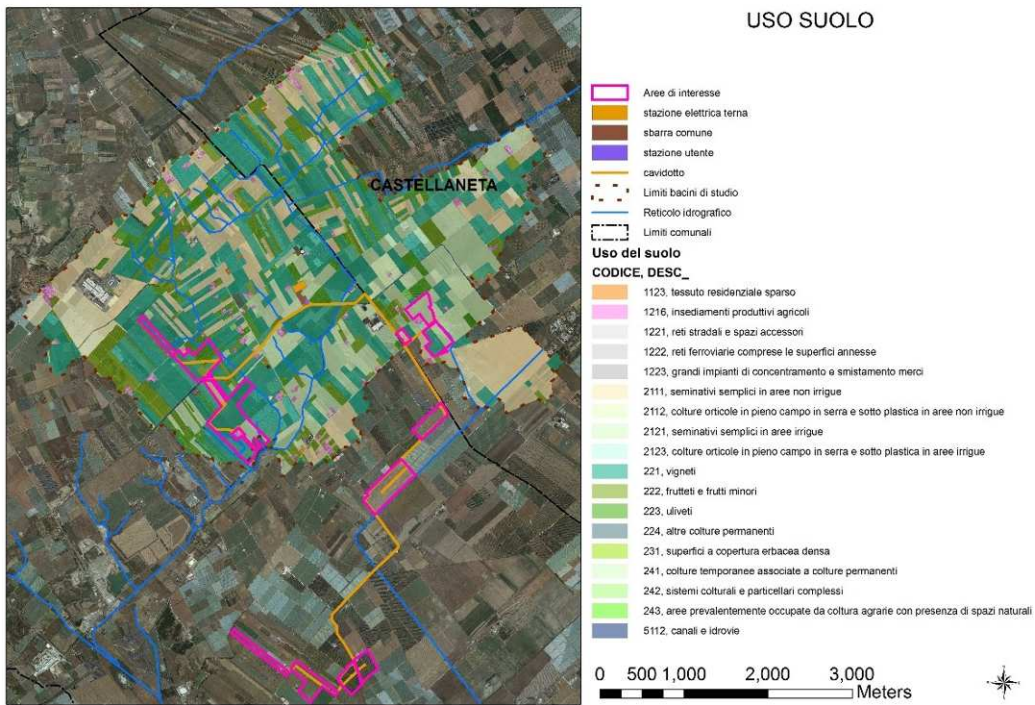 USO SUOLO
CASTELLANETA
Aree di interesse
stazione elettrica terna
sbarra comune
stazione utente
cavidotto
Limiti bacini di studio
Reticolo idrografico
Limiti comunali
Uso del suolo
CODICE, DESC_
1123, tessuto residenziale sparso
1216, insediamenti produttivi agricoli
1221, reti stradali e spazi accessori
1222, reti ferroviarie comprese le superfici annesse
1223, grandi impianti di concentramento e smistamento merci
2111, seminativi semplici in aree non irrigue
2112, colture orticole in pieno campo in serra e sotto plastica in aree non irrigue
2121, seminativi semplici in aree irrigue
2123, colture orticole in pieno campo in serra e sotto plastica in aree irrigue
221, vigneti
222, frutteti e frutti minori
223, uliveti
224, altre colture permanenti
231, superfici a copertura erbacea densa
241, colture temporanee associate a colture permanenti
242, sistemi colturali e particellari complessi
243, aree prevalentemente occupate da coltura agrarie con presenza di spazi naturali
5112, canali e idrovie
0 500 1,000 2,000 3,000
Meters